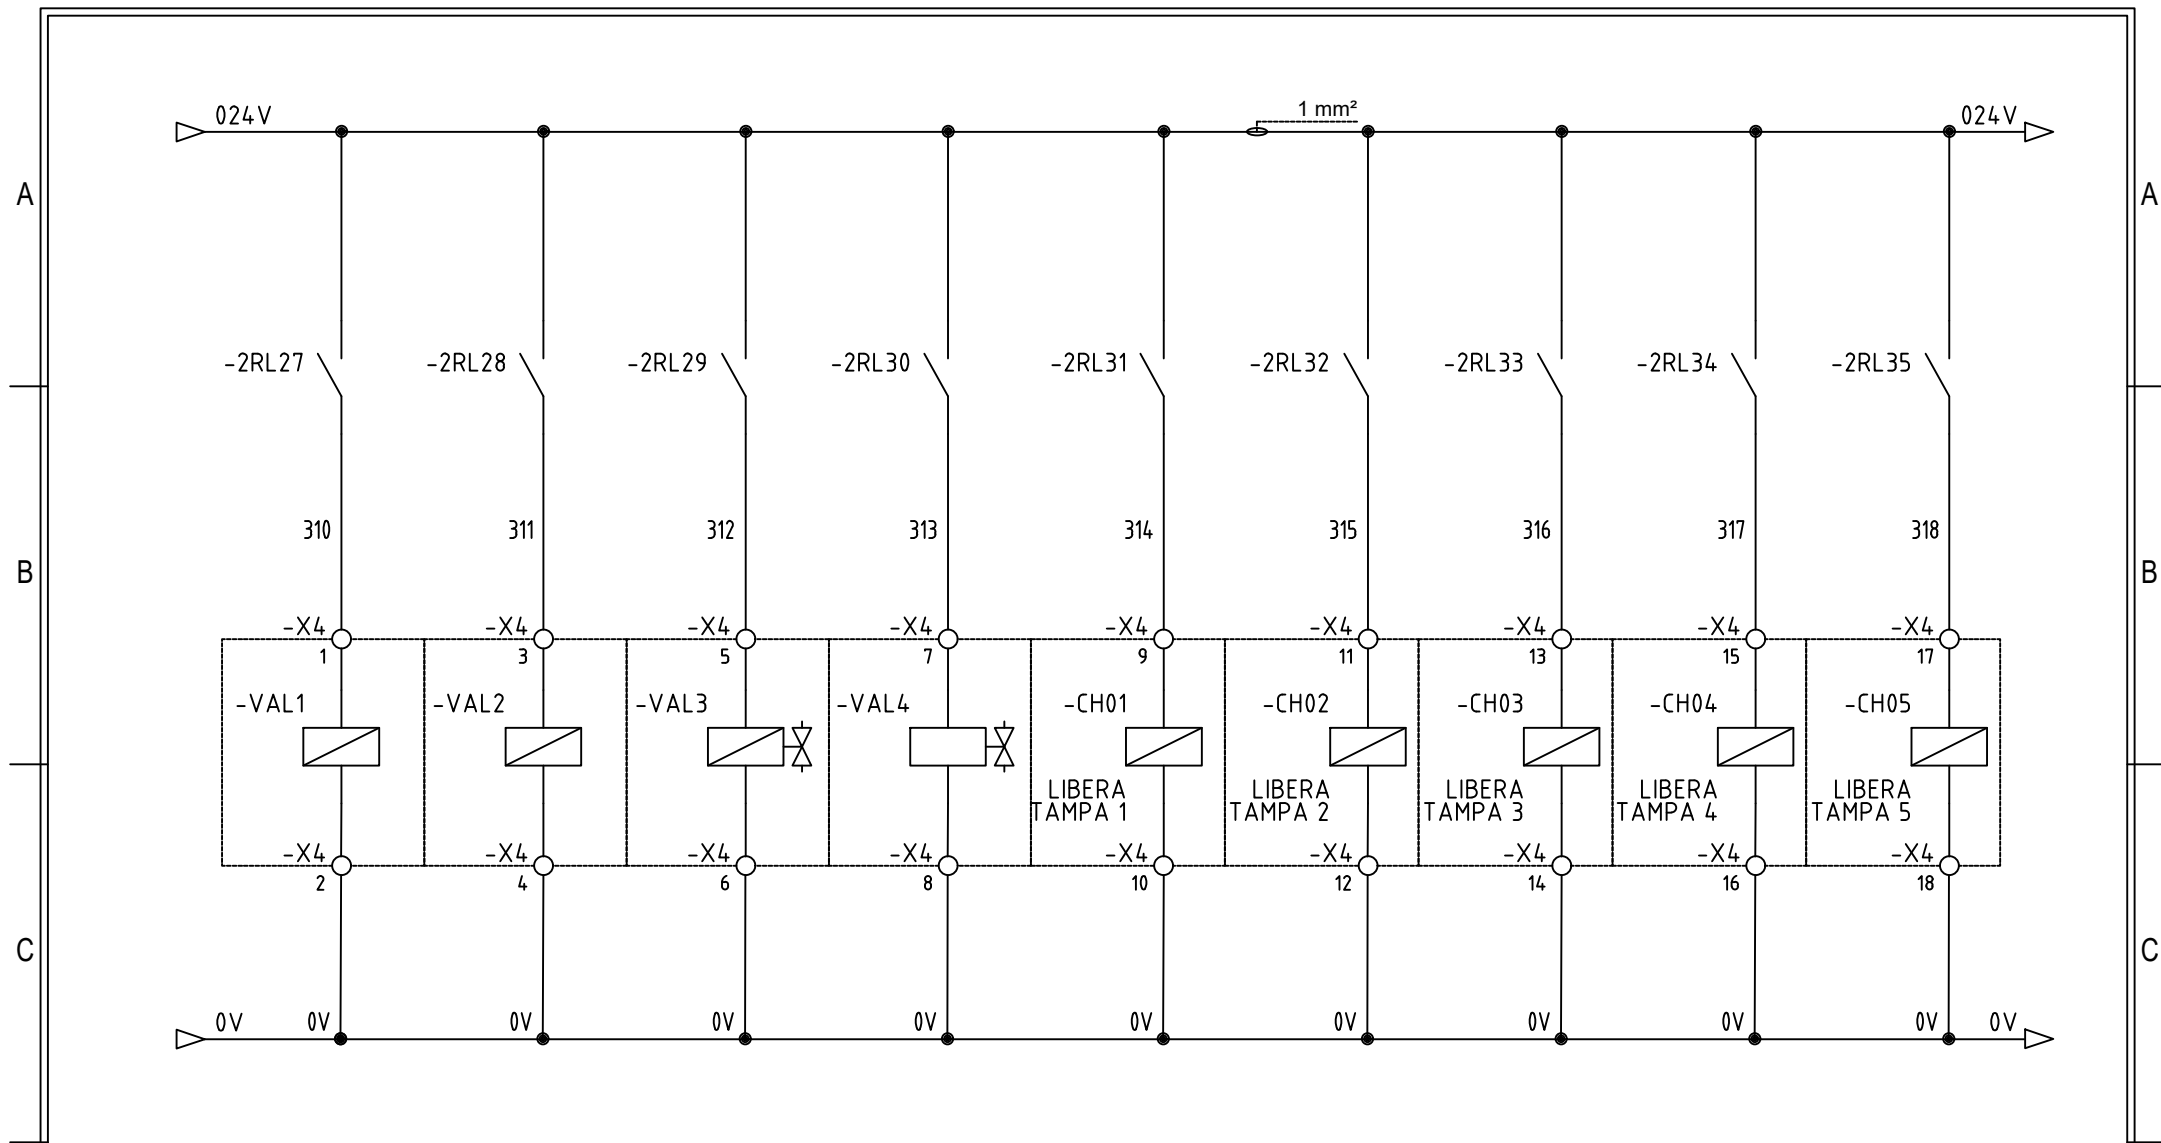 1 mm²
024V 024V
A A
-2RL27 -2RL28 -2RL29 -2RL30 -2RL31 -2RL32 -2RL33 -2RL34 -2RL35
310 311 312 313 314 315 316 317 318
B B
-X4 -X4 -X4 -X4 -X4 -X4 -X4 -X4 -X4
1 3 5 7 9 11 13 15 17
-VAL1 -VAL2 -VAL3 -VAL4 -CH01 -CH02 -CH03 -CH04 -CH05
LIBERA LIBERA LIBERA LIBERA LIBERA
TAMPA 1 TAMPA 2 TAMPA 3 TAMPA 4 TAMPA 5
-X4 -X4 -X4 -X4 -X4 -X4 -X4 -X4 -X4
2 4 6 8 10 12 14 16 18
C C
0V 0V 0V 0V 0V 0V 0V 0V 0V 0V 0V